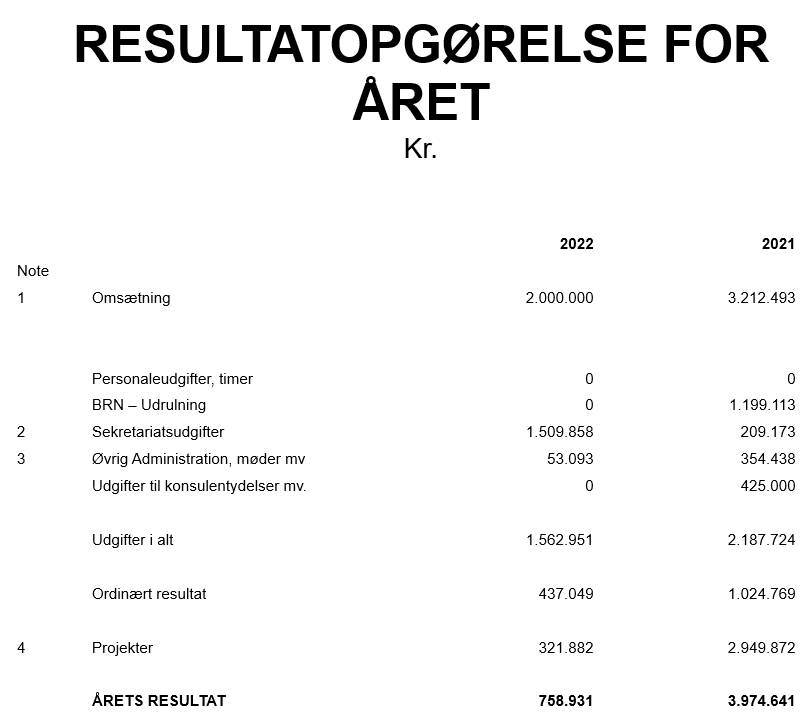 RESULTATOPGØRELSE FOR
ÅRET
Kr.
2022 2021
Note
1 Omsætning 2.000.000 3.212.493
Personaleudgifter, timer 0 0
BRN – Udrulning 0 1.199.113
2 Sekretariatsudgifter 1.509.858 209.173
3 Øvrig Administration, møder mv 53.093 354.438
Udgifter til konsulentydelser mv. 0 425.000
Udgifter i alt 1.562.951 2.187.724
Ordinært resultat 437.049 1.024.769
4 Projekter 321.882 2.949.872
ÅRETS RESULTAT 758.931 3.974.641